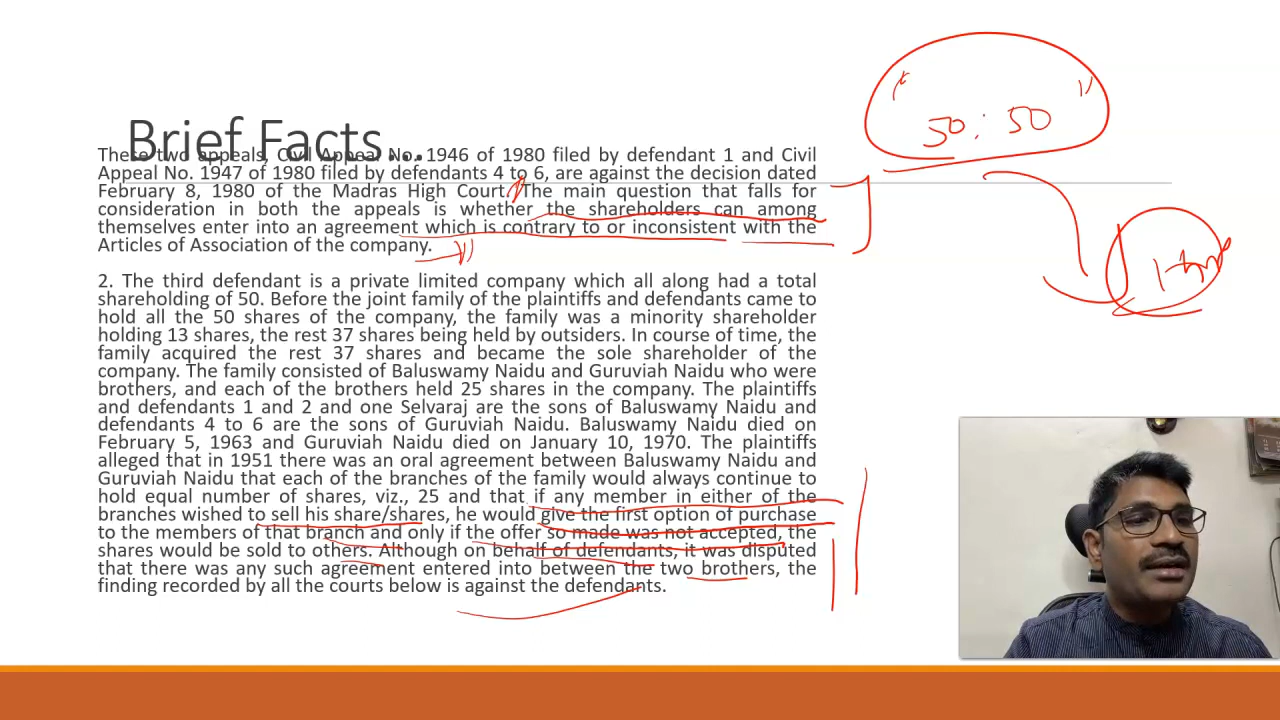 Brief Facts...
These two appeals, Civil Appeal No. 1946 of 1980 filed by defendant 1 and Civil
Appeal No. 1947 of 1980 filed by defendants 4 to 6, are against the decision dated
February 8, 1980 of the Madras High Court. The main question that falls for
consideration in both the appeals is whether the shareholders can among
themselves enter into an agreement which is contrary to or inconsistent with the
Articles of Association of the company.
2. The third defendant is a private limited company which all along had a total
shareholding of 50. Before the joint family of the plaintiffs and defendants came to
hold all the 50 shares of the company, the family was a minority shareholder
holding 13 shares, the rest 37 shares being held by outsiders. In course of time, the
family acquired the rest 37 shares and became the sole shareholder of the
company. The family consisted of Baluswamy Naidu and Guruviah Naidu who were
brothers, and each of the brothers held 25 shares in the company. The plaintiffs
and defendants 1 and 2 and one Selvaraj are the sons of Baluswamy Naidu and
defendants 4 to 6 are the sons of Guruviah Naidu. Baluswamy Naidu died on
February 5, 1963 and Guruviah Naidu died on January 10, 1970. The plaintiffs
alleged that in 1951 there was an oral agreement between Baluswamy Naidu and
Guruviah Naidu that each of the branches of the family would always continue to
hold equal number of shares, viz., 25 and that if any member in either of the
branches wished to sell his share/shares, he would give the first option of purchase
to the members of that branch and only if the offer so made was not accepted, the
shares would be sold to others. Although on behalf of defendants, it was disputed
that there was any such agreement entered into between the two brothers, the
finding recorded by all the courts below is against the defendants.
50:50